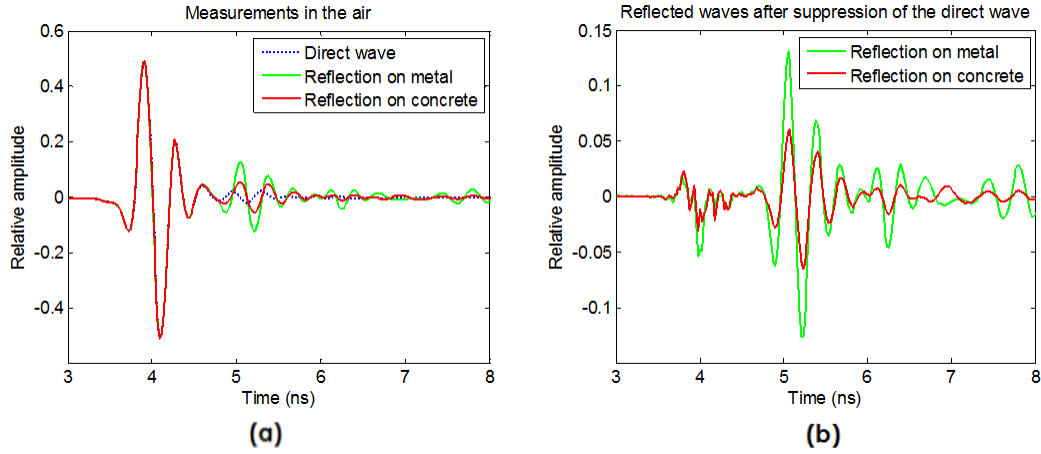 Measurements in the air
0.6
0.4
0.2
0
-0.2
-0.4
Relative amplitude
Direct wave
Reflection on metal
Reflection on concrete
3 4 5 6 7 8
Time (ns)
(a)
Reflected waves after suppression of the direct wave
0.15
0.1
0.05
0
-0.05
-0.1
Relative amplitude
Reflection on metal
Reflection on concrete
3 4 5 6 7 8
Time (ns)
(b)